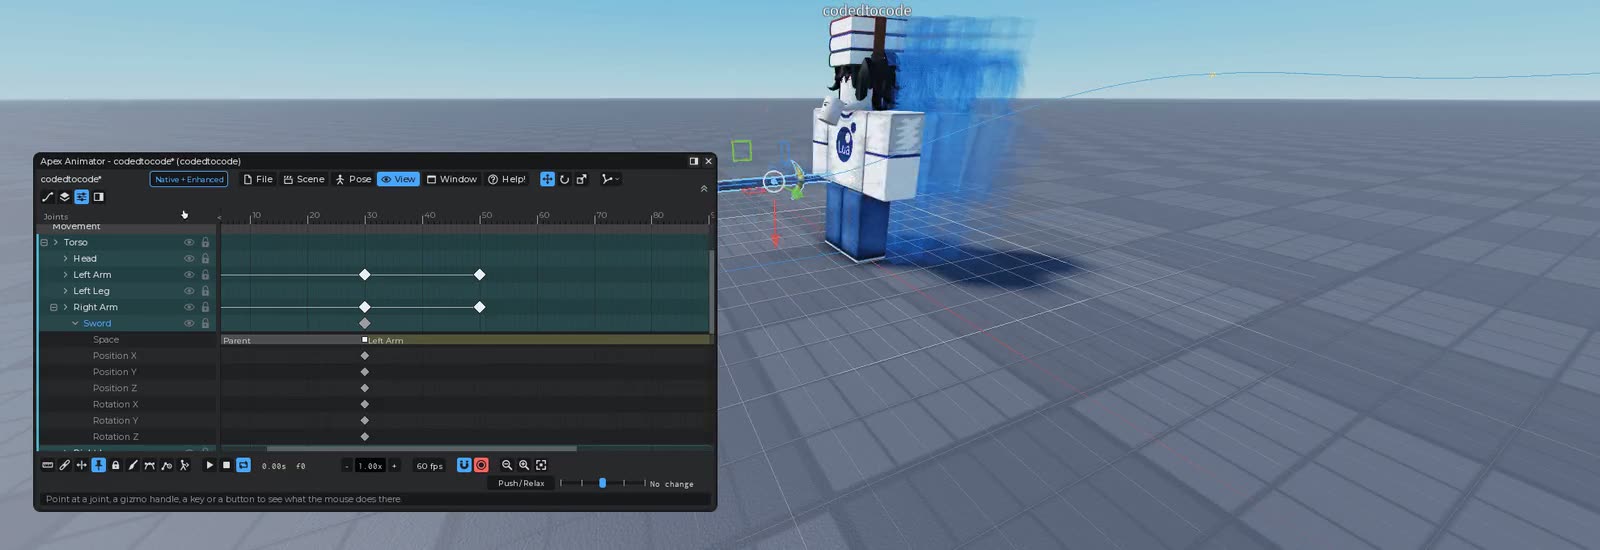 codedtocode
Apex Animator - codedtocode* (codedtocode)
codedtocode*
Native + Enhanced
File
Scene
Pose
View
Window
Help!
Joints
<
10
20
30
40
50
60
70
80
Movement
Torso
Head
Left Arm
Left Leg
Right Arm
Sword
Space
Parent
Left Arm
Position X
Position Y
Position Z
Rotation X
Rotation Y
Rotation Z
0.00s f0
- 1.00x +
60 fps
Push/Relax
No change
Point at a joint, a gizmo handle, a key or a button to see what the mouse does there.
Lua